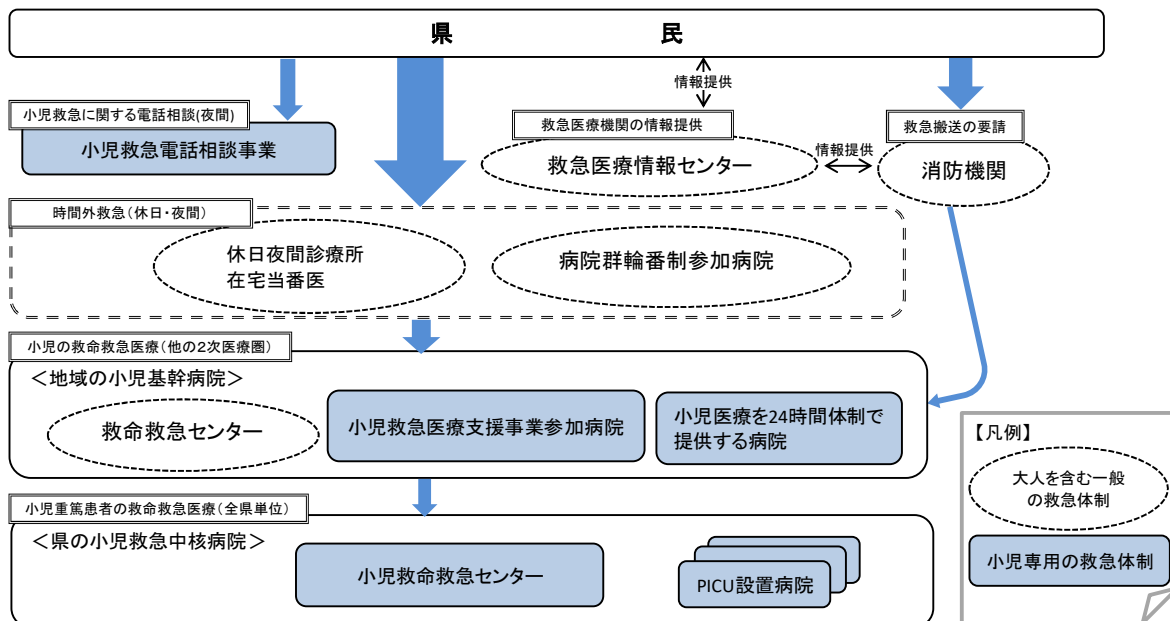 県　民
情報提供
小児救急に関する電話相談(夜間)
小児救急電話相談事業
救急医療機関の情報提供
救急医療情報センター
情報提供
救急搬送の要請
消防機関
時間外救急（休日・夜間）
休日夜間診療所
在宅当番医
病院群輪番制参加病院
小児の救命救急医療（他の２次医療圏）
＜地域の小児基幹病院＞
救命救急センター
小児救急医療支援事業参加病院
小児医療を24時間体制で
提供する病院
小児重篤患者の救命救急医療（全県単位）
＜県の小児救急中核病院＞
小児救命救急センター
PICU設置病院
【凡例】
大人を含む一般
の救急体制
小児専用の救急体制